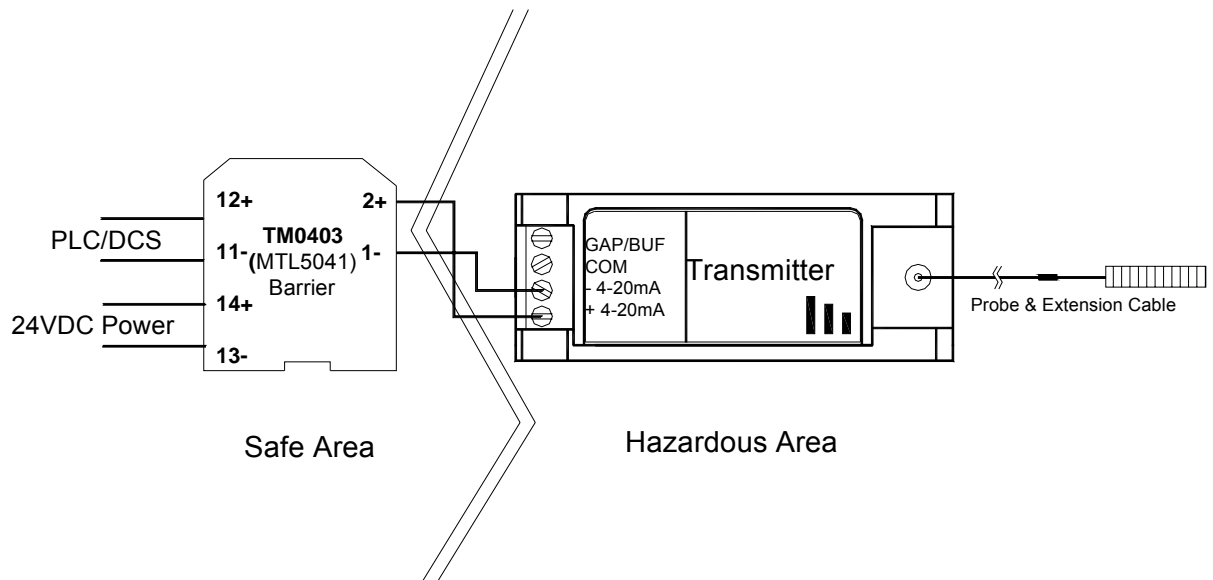 12+
2+
PLC/DCS
TM0403
11-
(MTL5041)
1-
Barrier
14+
24VDC Power
13-
GAP/BUF
COM
- 4-20mA
+ 4-20mA
Transmitter
Probe & Extension Cable
Safe Area
Hazardous Area